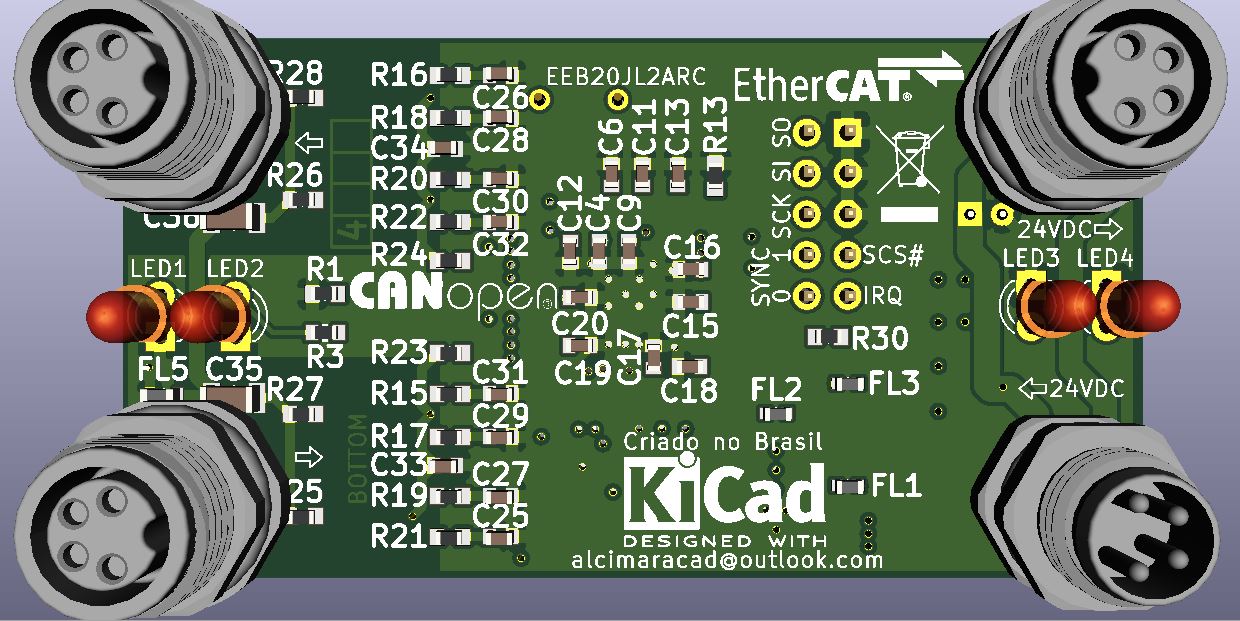 R28
R16
C26
EEB20JL2ARC
EtherCAT®
R18
C28
C6
C11
C13
R13
SO
C34
R26
R20
C30
SI
C36
R22
C32
C12
C4
C9
SCK
24VDC
4
R24
C16
1
SCS#
LED1
LED2
R1
CANopen
SYNC
0
IRQ
LED3
LED4
C20
C15
R3
R23
C19
C17
R30
FL5
C35
C31
C18
24VDC
R27
R15
C29
FL2
FL3
BOTTOM
R17
Criado no Brasil
C33
C27
KiCad
25
R19
FL1
C25
DESIGNED WITH
R21
alcimaracad@outlook.com